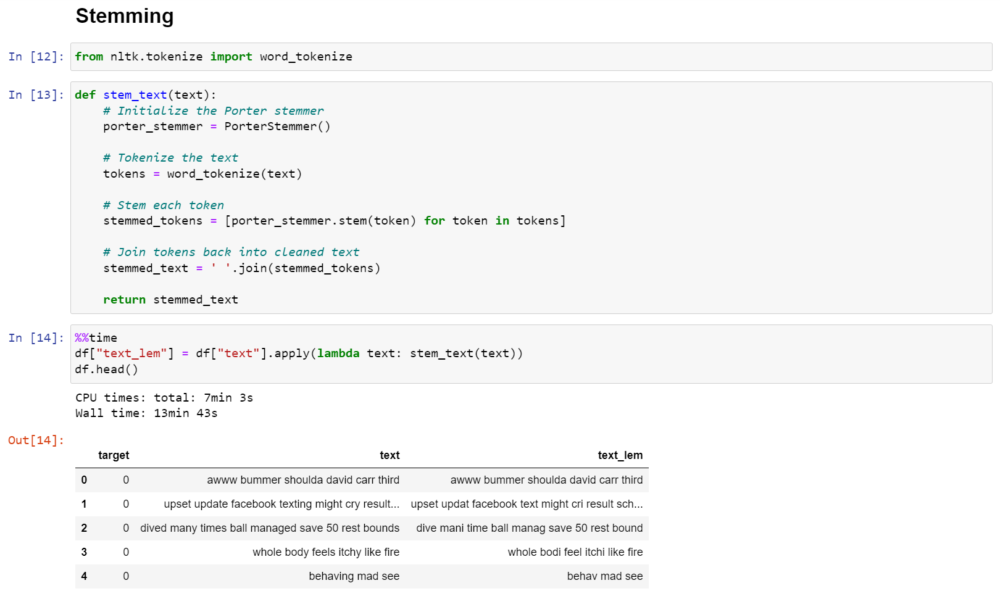 Stemming
In [12]: from nltk.tokenize import word_tokenize
In [13]: def stem_text(text):
# Initialize the Porter stemmer
porter_stemmer = PorterStemmer()
# Tokenize the text
tokens = word_tokenize(text)
# Stem each token
stemmed_tokens = [porter_stemmer.stem(token) for token in tokens]
# Join tokens back into cleaned text
stemmed_text = ' '.join(stemmed_tokens)
return stemmed_text
In [14]: %%time
df["text_lem"] = df["text"].apply(lambda text: stem_text(text))
df.head()
CPU times: total: 7min 3s
Wall time: 13min 43s
Out[14]:
target text text_lem
0 0 awww bummer shoulda david carr third awww bummer shoulda david carr third
1 0 upset update facebook texting might cry result... upset updat facebook text might cri result sch...
2 0 dived many times ball managed save 50 rest bounds dive mani time ball manag save 50 rest bound
3 0 whole body feels itchy like fire whole bodi feel itchi like fire
4 0 behaving mad see behav mad see